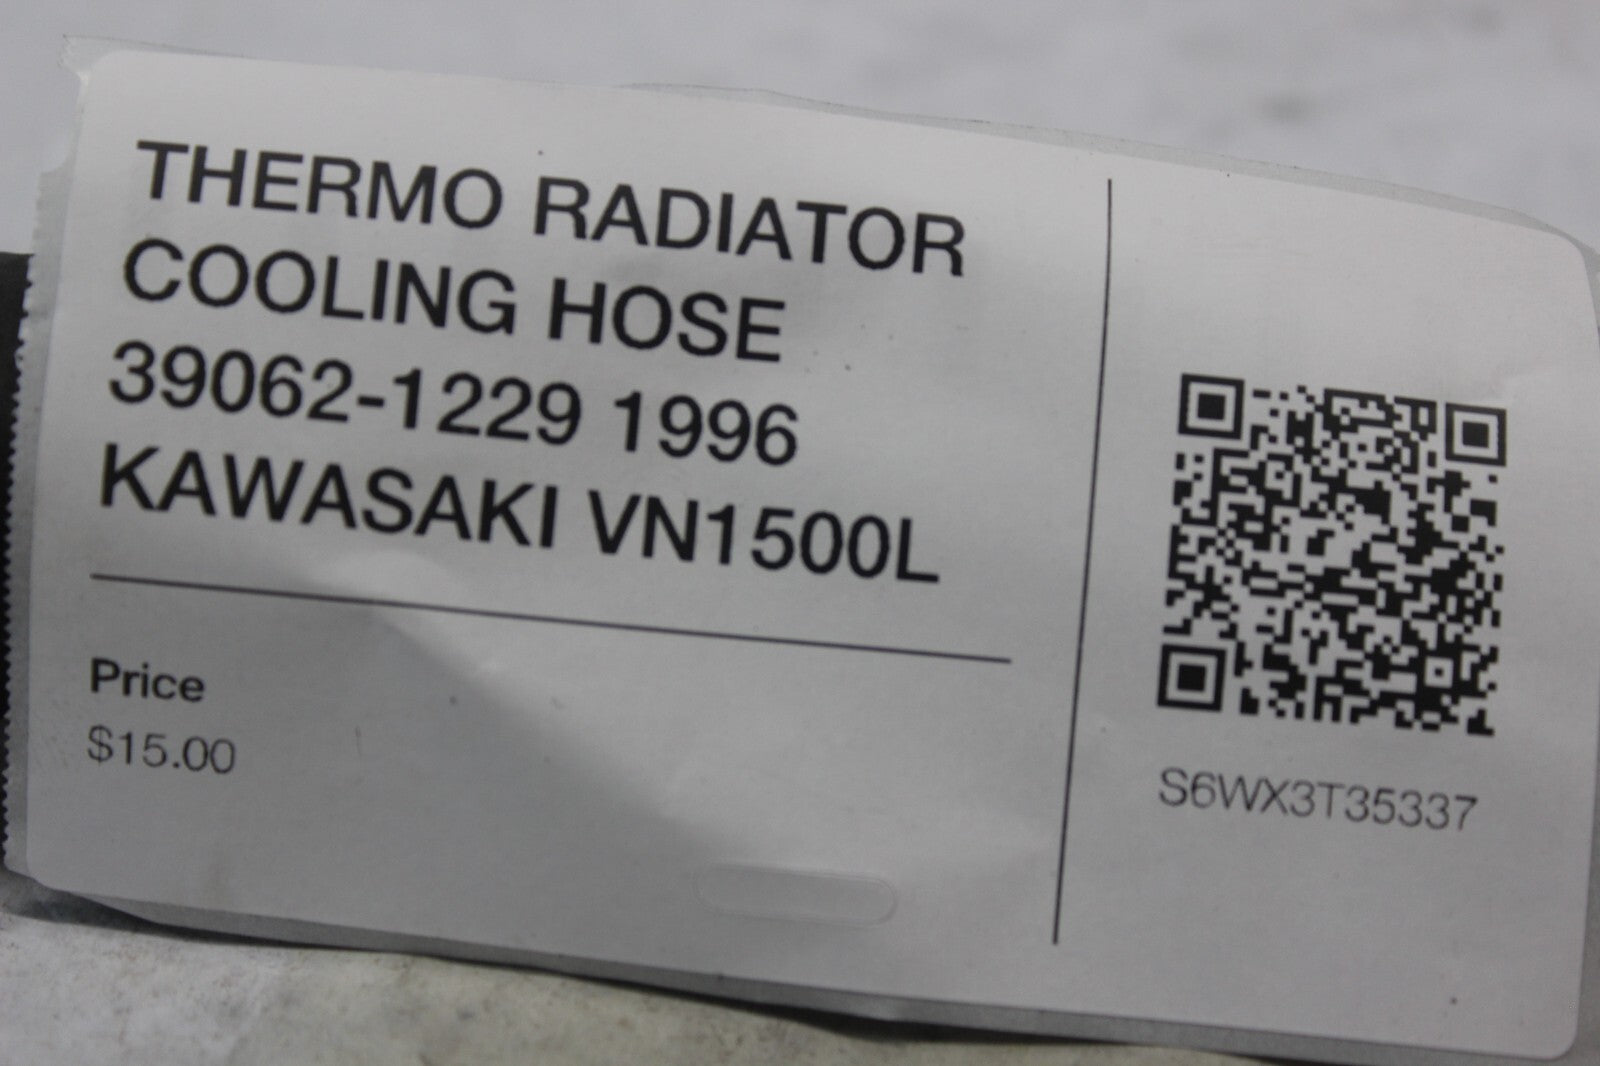 THERMO RADIATOR
COOLING HOSE
39062-1229 1996
KAWASAKI VN1500L
Price
$15.00
S6WX3T35337